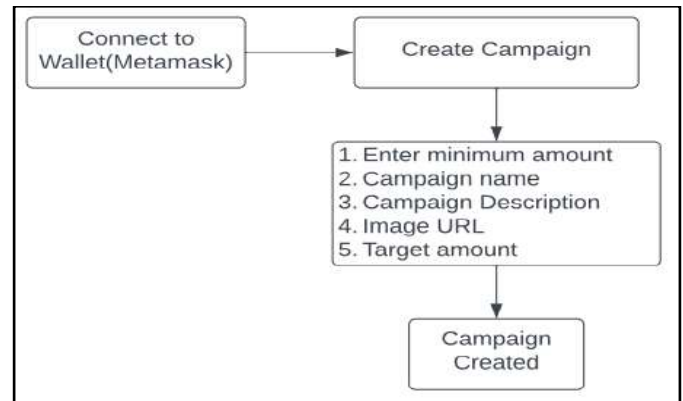 Connect to
Wallet(Metamask)
Create Campaign
1. Enter minimum amount
2. Campaign name
3. Campaign Description
4. Image URL
5. Target amount
Campaign
Created